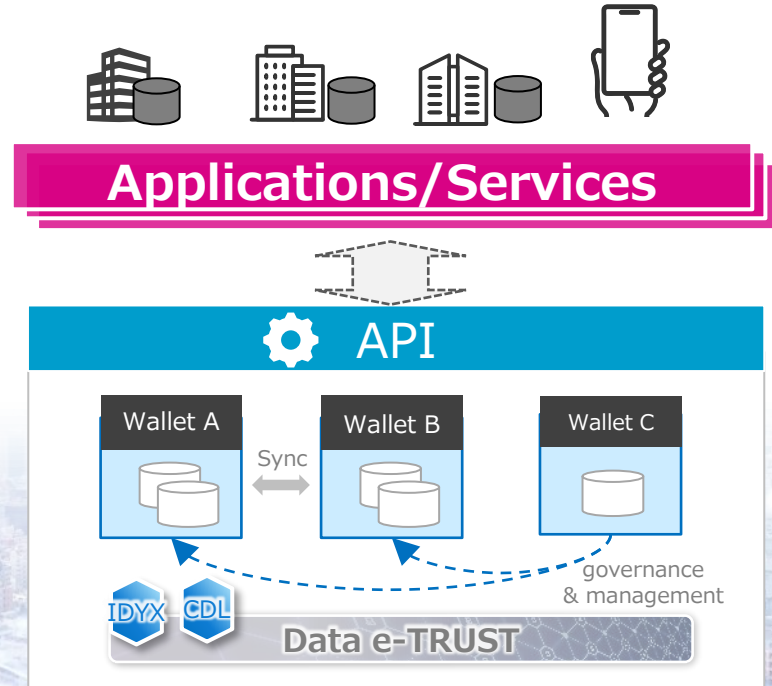 Applications/Services
API
Wallet A
Wallet B
Wallet C
Sync
governance
& management
IDYX
CDL
Data e-TRUST